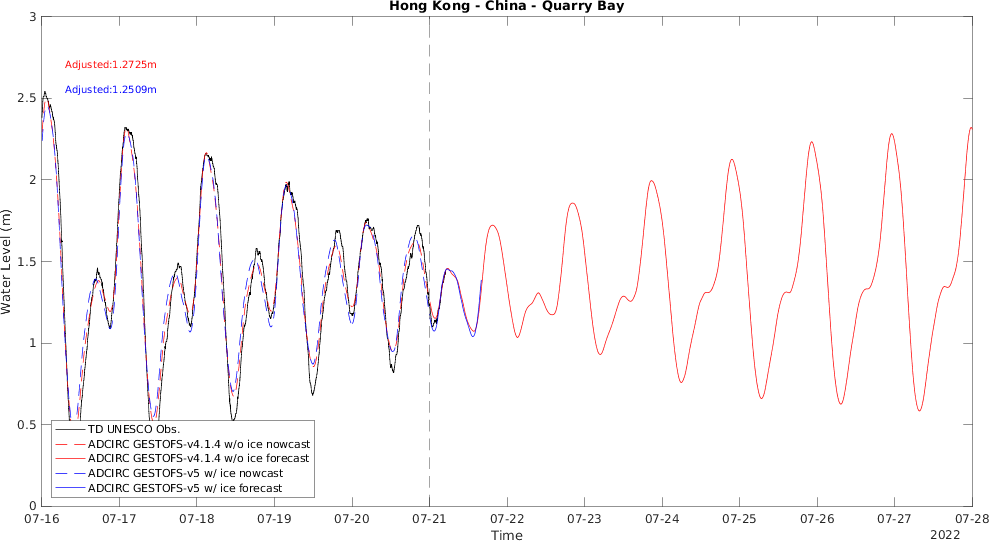 Hong Kong - China - Quarry Bay
3
Adjusted:1.2725m
Adjusted:1.2509m
2.5
2
1.5
1
0.5
0
Water Level (m)
TD UNESCO Obs.
ADCIRC GESTOFS-v4.1.4 w/o ice nowcast
ADCIRC GESTOFS-v4.1.4 w/o ice forecast
ADCIRC GESTOFS-v5 w/ ice nowcast
ADCIRC GESTOFS-v5 w/ ice forecast
07-16 07-17 07-18 07-19 07-20 07-21 07-22 07-23 07-24 07-25 07-26 07-27 07-28
Time
2022